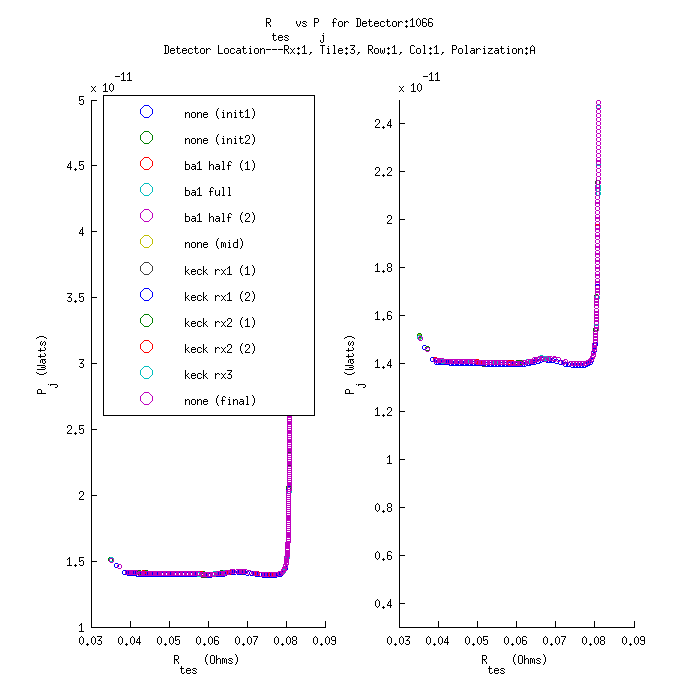 R_tes vs P_j for Detector:1066
Detector Location---Rx:1, Tile:3, Row:1, Col:1, Polarization:A
x 10^-11
5
4.5
4
3.5
3
2.5
2
1.5
1
P_j (Watts)
none (init1)
none (init2)
ba1 half (1)
ba1 full
ba1 half (2)
none (mid)
keck rx1 (1)
keck rx1 (2)
keck rx2 (1)
keck rx2 (2)
keck rx3
none (final)
0.03 0.04 0.05 0.06 0.07 0.08 0.09
R_tes (Ohms)
x 10^-11
2.4
2.2
2
1.8
1.6
1.4
1.2
1
0.8
0.6
0.4
P_j (Watts)
0.03 0.04 0.05 0.06 0.07 0.08 0.09
R_tes (Ohms)